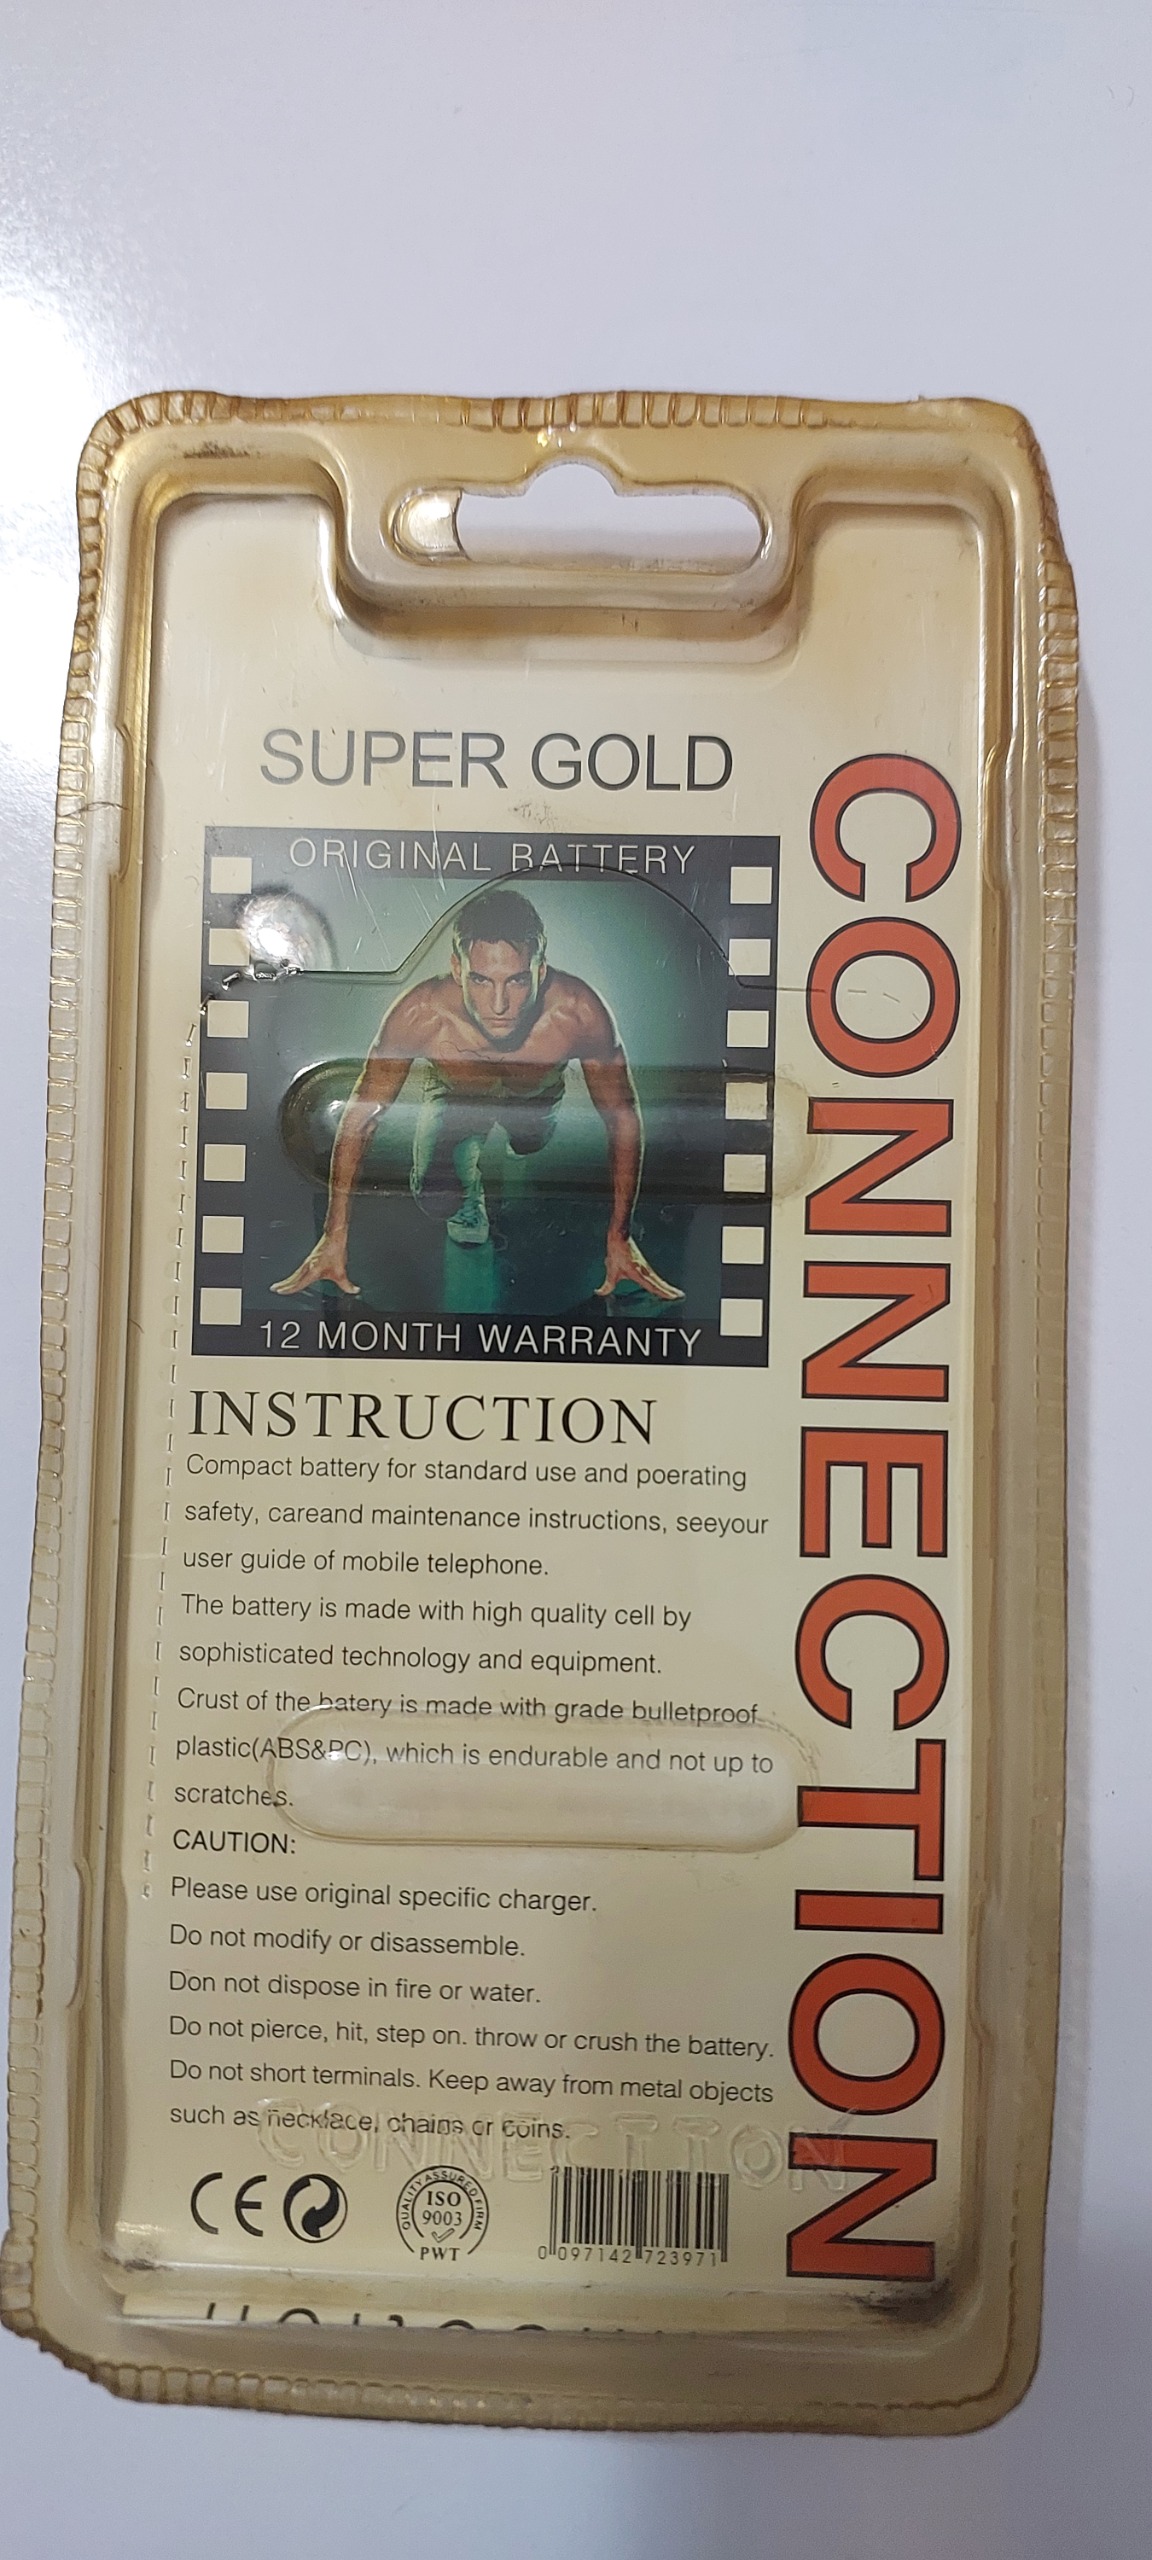 SUPER GOLD
ORIGINAL BATTERY
12 MONTH WARRANTY
CONNECTION
INSTRUCTION
Compact battery for standard use and poerating
safety, careand maintenance instructions, seeyour
user guide of mobile telephone.
The battery is made with high quality cell by
sophisticated technology and equipment.
Crust of the batery is made with grade bulletproof
plastic(ABS&PC), which is endurable and not up to
scratches.
CAUTION:
Please use original specific charger.
Do not modify or disassemble.
Don not dispose in fire or water.
Do not pierce, hit, step on. throw or crush the battery.
Do not short terminals. Keep away from metal objects
such as necklace, chains or coins.
CONNECTION
CE
QUALITY ASSURED FIRM
ISO
9003
PWT
0 097142 723971